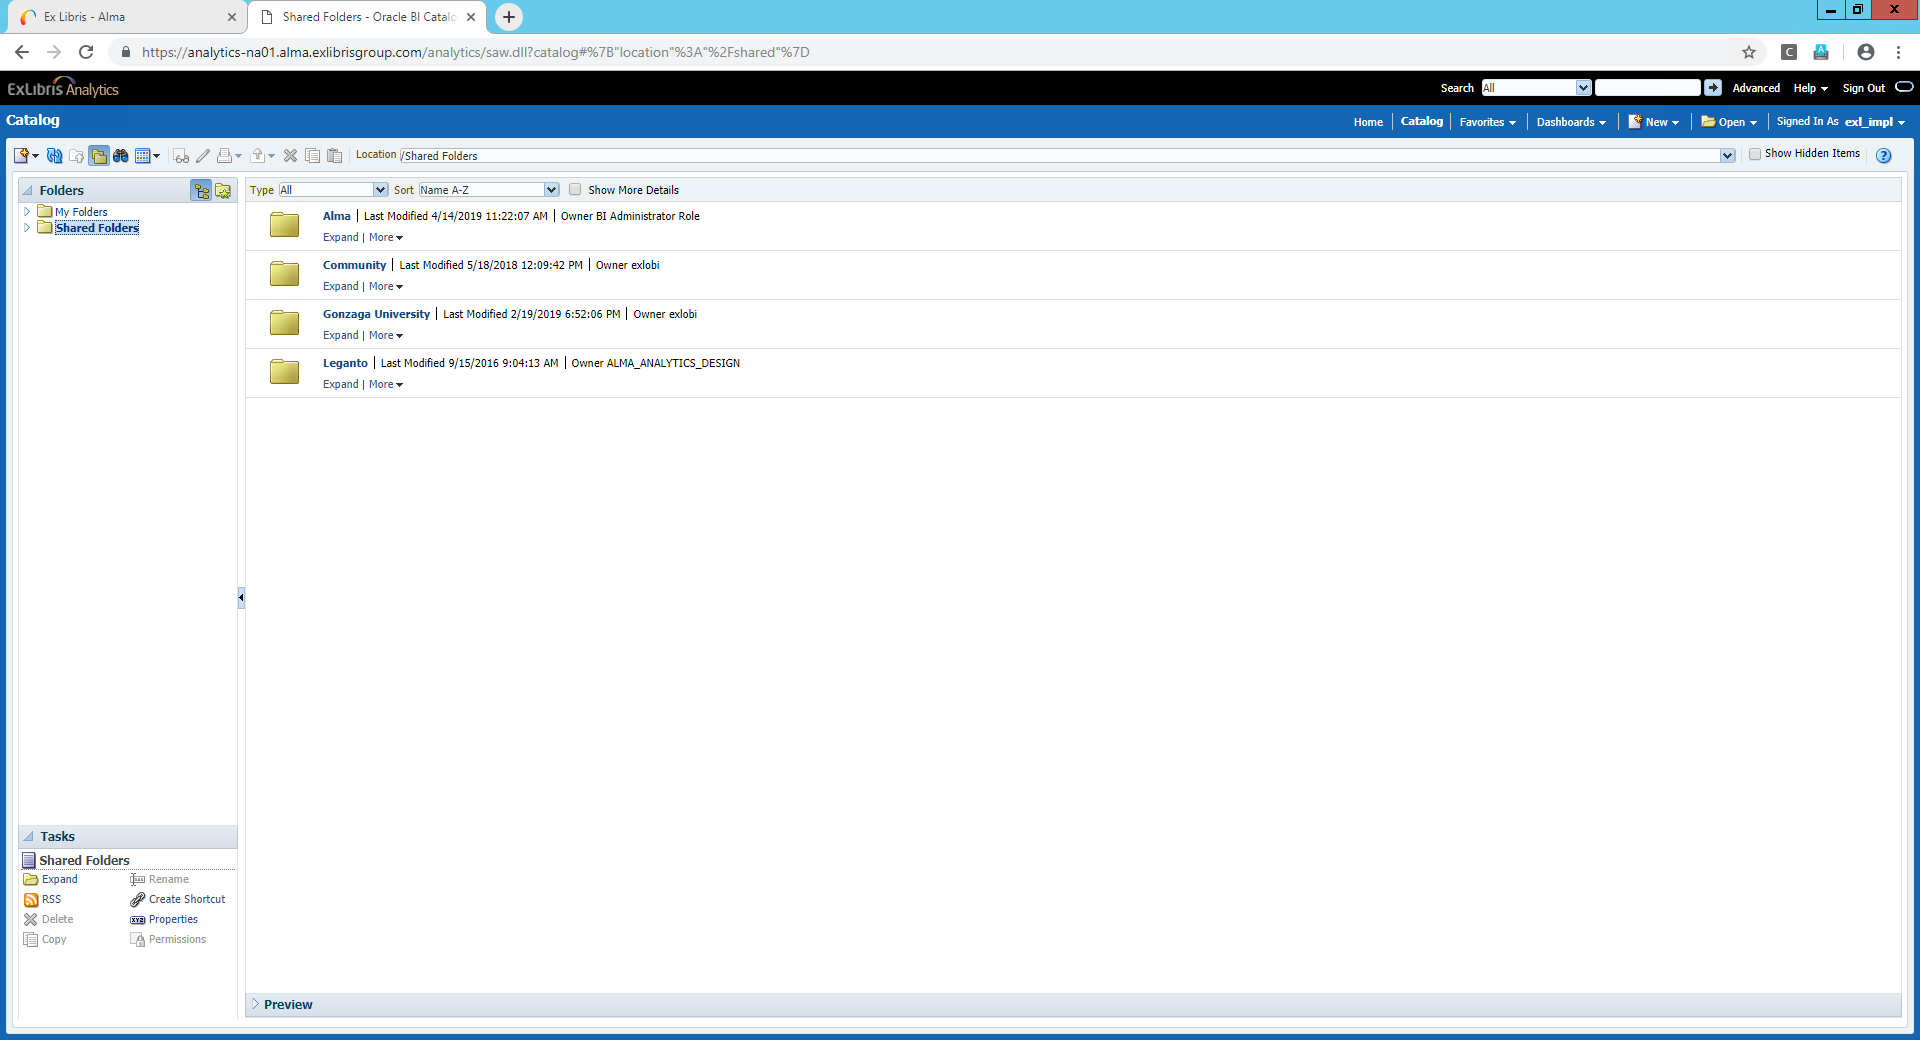 Ex Libris - Alma
Shared Folders - Oracle BI Catalo
https://analytics-na01.alma.exlibrisgroup.com/analytics/saw.dll?catalog#%7B"location"%3A"%2Fshared"%7D
ExLibris Analytics
Search All Advanced Help Sign Out
Catalog
Home Catalog Favorites Dashboards New Open Signed In As exl_impl
Location /Shared Folders Show Hidden Items
Folders
My Folders
Shared Folders
Type All Sort Name A-Z Show More Details
Alma | Last Modified 4/14/2019 11:22:07 AM | Owner BI Administrator Role
Expand | More
Community | Last Modified 5/18/2018 12:09:42 PM | Owner exlobi
Expand | More
Gonzaga University | Last Modified 2/19/2019 6:52:06 PM | Owner exlobi
Expand | More
Leganto | Last Modified 9/15/2016 9:04:13 AM | Owner ALMA_ANALYTICS_DESIGN
Expand | More
Tasks
Shared Folders
Expand Rename
RSS Create Shortcut
Delete Properties
Copy Permissions
Preview